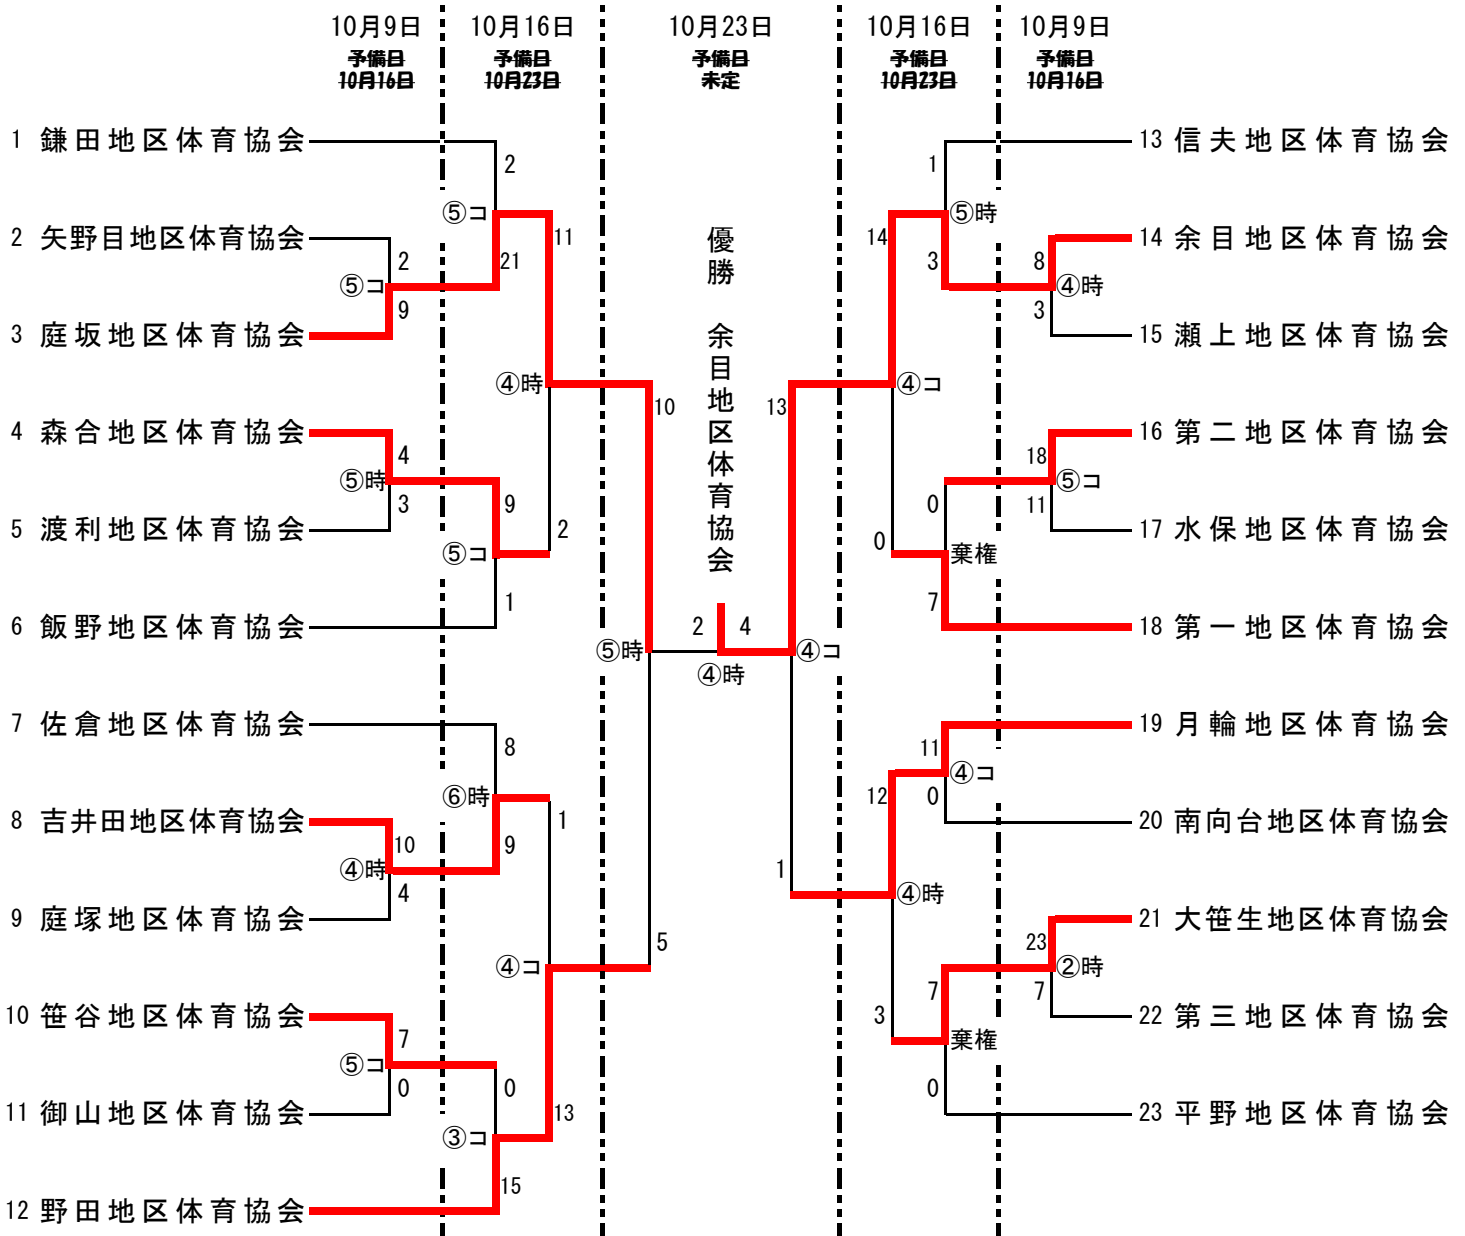 10月9日
予備日
10月16日
10月16日
予備日
10月23日
10月23日
予備日
未定
10月16日
予備日
10月23日
10月9日
予備日
10月16日
1 鎌田地区体育協会
2 矢野目地区体育協会
3 庭坂地区体育協会
4 森合地区体育協会
5 渡利地区体育協会
6 飯野地区体育協会
7 佐倉地区体育協会
8 吉井田地区体育協会
9 庭塚地区体育協会
10 笹谷地区体育協会
11 御山地区体育協会
12 野田地区体育協会
2
9
⑤コ
4
3
⑤時
10
4
④時
7
0
⑤コ
2
21
⑤コ
9
1
⑤コ
8
9
⑥時
0
15
③コ
11
2
④時
1
13
④コ
10
5
⑤時
優勝 余目地区体育協会
2
4
④時
13
1
④コ
14
0
④コ
12
3
④時
1
3
⑤時
0
7
棄権
11
0
④コ
7
0
棄権
8
3
④時
18
11
⑤コ
23
7
②時
13 信夫地区体育協会
14 余目地区体育協会
15 瀬上地区体育協会
16 第二地区体育協会
17 水保地区体育協会
18 第一地区体育協会
19 月輪地区体育協会
20 南向台地区体育協会
21 大笹生地区体育協会
22 第三地区体育協会
23 平野地区体育協会